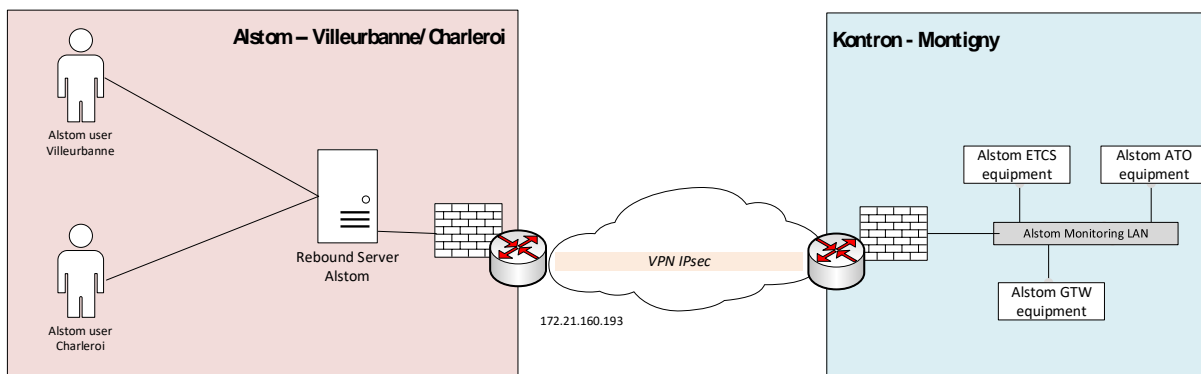 Alstom – Villeurbanne/ Charleroi
Alstom user
Villeurbanne
Alstom user
Charleroi
Rebound Server
Alstom
VPN IPsec
172.21.160.193
Kontron - Montigny
Alstom ETCS
equipment
Alstom ATO
equipment
Alstom Monitoring LAN
Alstom GTW
equipment